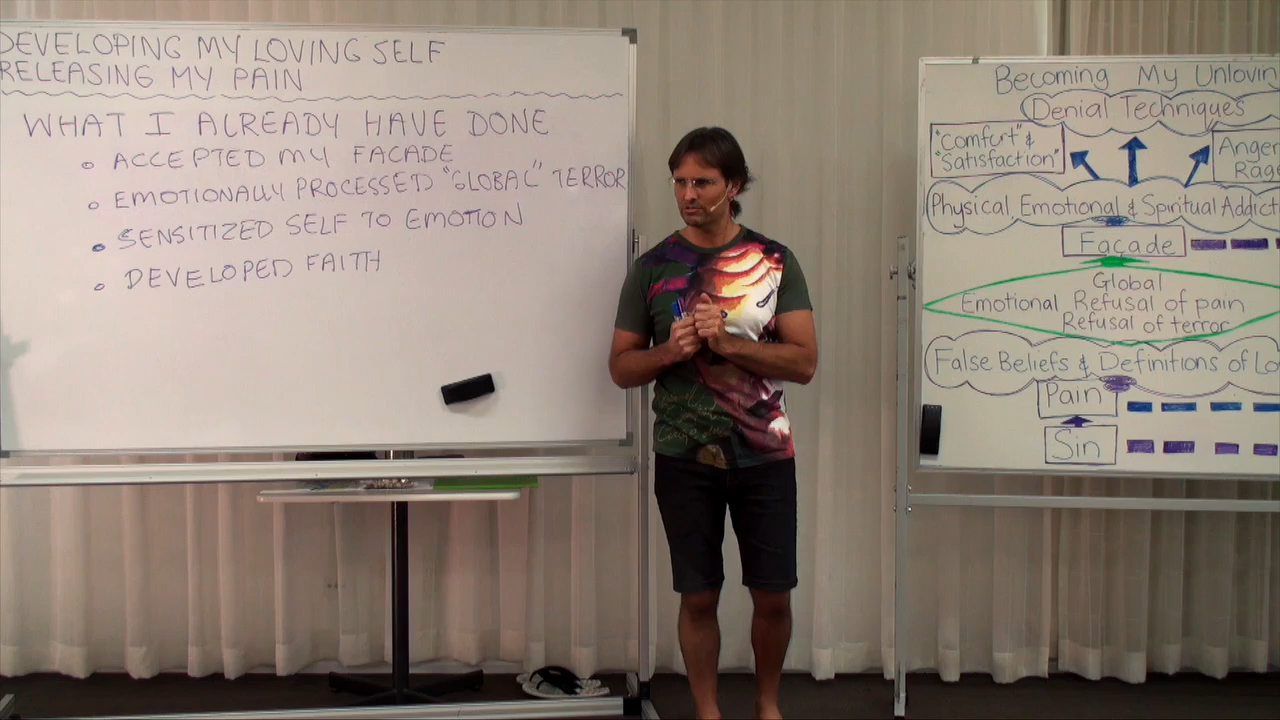 DEVELOPING MY LOVING SELF
RELEASING MY PAIN
WHAT I ALREADY HAVE DONE
ACCEPTED MY FACADE
EMOTIONALLY PROCESSED "GLOBAL" TERROR
SENSITIZED SELF TO EMOTION
DEVELOPED FAITH
Becoming My Unlovin
Denial Techniques
"Comfort" &
"Satisfaction"
Anger
Rage
Physical Emotional & Spiritual Addict
Façade
Global
Emotional Refusal of pain
Refusal of terror
False Beliefs & Definitions of Lo
Pain
Sin